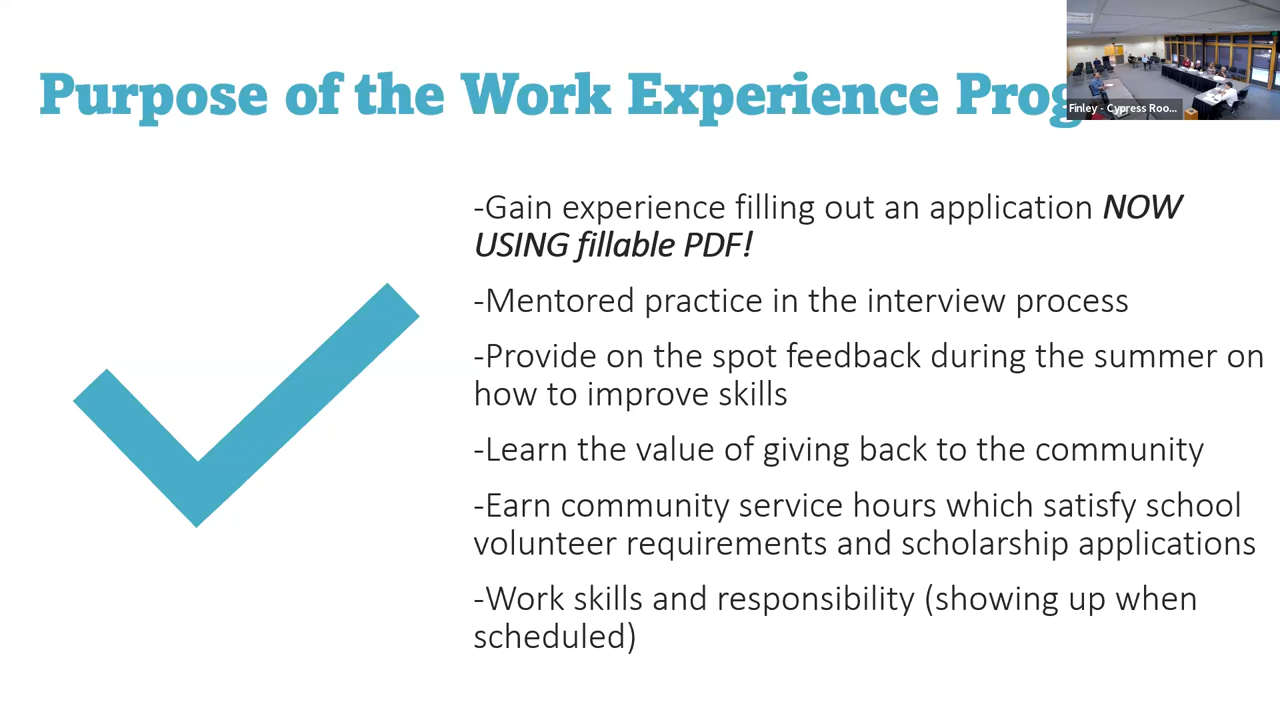 Purpose of the Work Experience Prog
Finley - Cypress Roo...
-Gain experience filling out an application NOW
USING fillable PDF!
-Mentored practice in the interview process
-Provide on the spot feedback during the summer on
how to improve skills
-Learn the value of giving back to the community
-Earn community service hours which satisfy school
volunteer requirements and scholarship applications
-Work skills and responsibility (showing up when
scheduled)